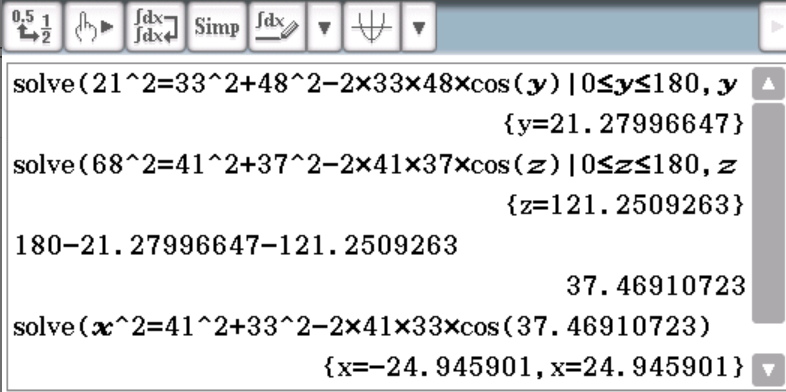 0.5 1 2
∫dx ∫dx Simp ∫dx
solve(21^2=33^2+48^2-2×33×48×cos(y)|0≤y≤180,y
{y=21.27996647}
solve(68^2=41^2+37^2-2×41×37×cos(z)|0≤z≤180,z
{z=121.2509263}
180-21.27996647-121.2509263
37.46910723
solve(x^2=41^2+33^2-2×41×33×cos(37.46910723)
{x=-24.945901,x=24.945901}